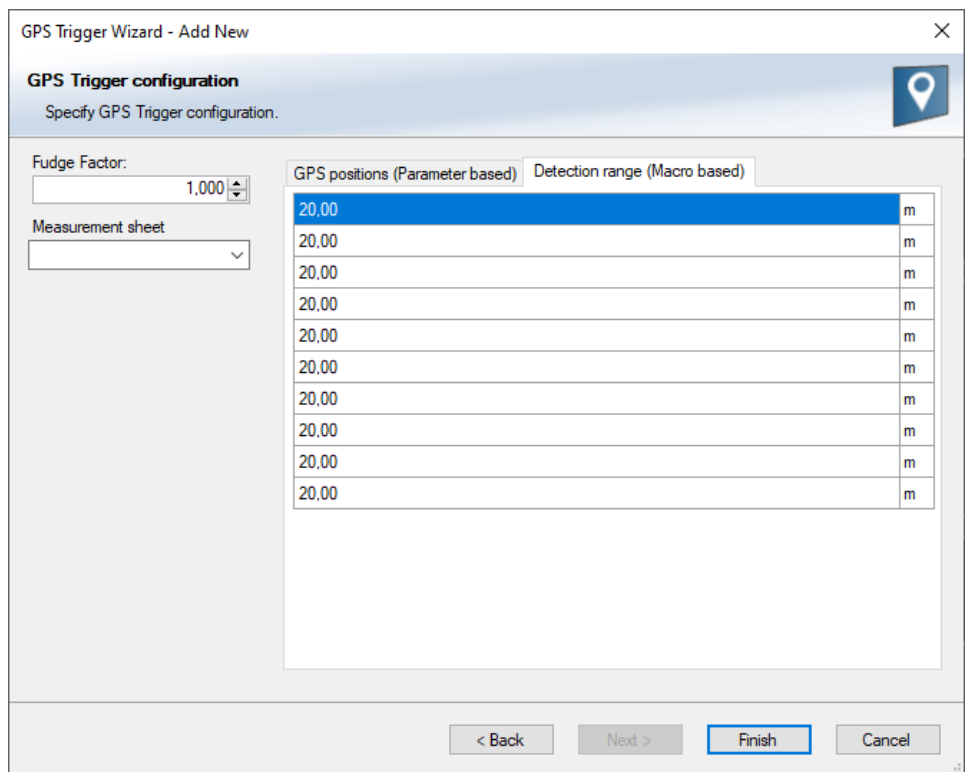 GPS Trigger Wizard - Add New
GPS Trigger configuration
Specify GPS Trigger configuration.
Fudge Factor:
1,000
Measurement sheet
GPS positions (Parameter based)
Detection range (Macro based)
20,00 m
20,00 m
20,00 m
20,00 m
20,00 m
20,00 m
20,00 m
20,00 m
20,00 m
20,00 m
< Back
Next >
Finish
Cancel